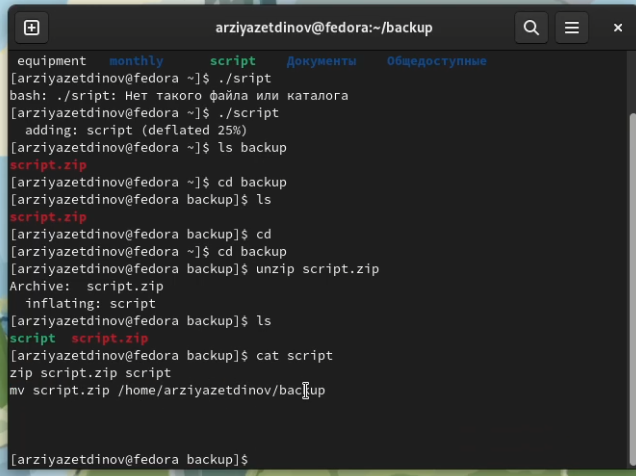 arziyazetdinov@fedora:~/backup
equipment monthly script Документы Общедоступные
[arziyazetdinov@fedora ~]$ ./sript
bash: ./sript: Нет такого файла или каталога
[arziyazetdinov@fedora ~]$ ./script
adding: script (deflated 25%)
[arziyazetdinov@fedora ~]$ ls backup
script.zip
[arziyazetdinov@fedora ~]$ cd backup
[arziyazetdinov@fedora backup]$ ls
script.zip
[arziyazetdinov@fedora backup]$ cd
[arziyazetdinov@fedora ~]$ cd backup
[arziyazetdinov@fedora backup]$ unzip script.zip
Archive:  script.zip
inflating: script
[arziyazetdinov@fedora backup]$ ls
script script.zip
[arziyazetdinov@fedora backup]$ cat script
zip script.zip script
mv script.zip /home/arziyazetdinov/backup
[arziyazetdinov@fedora backup]$